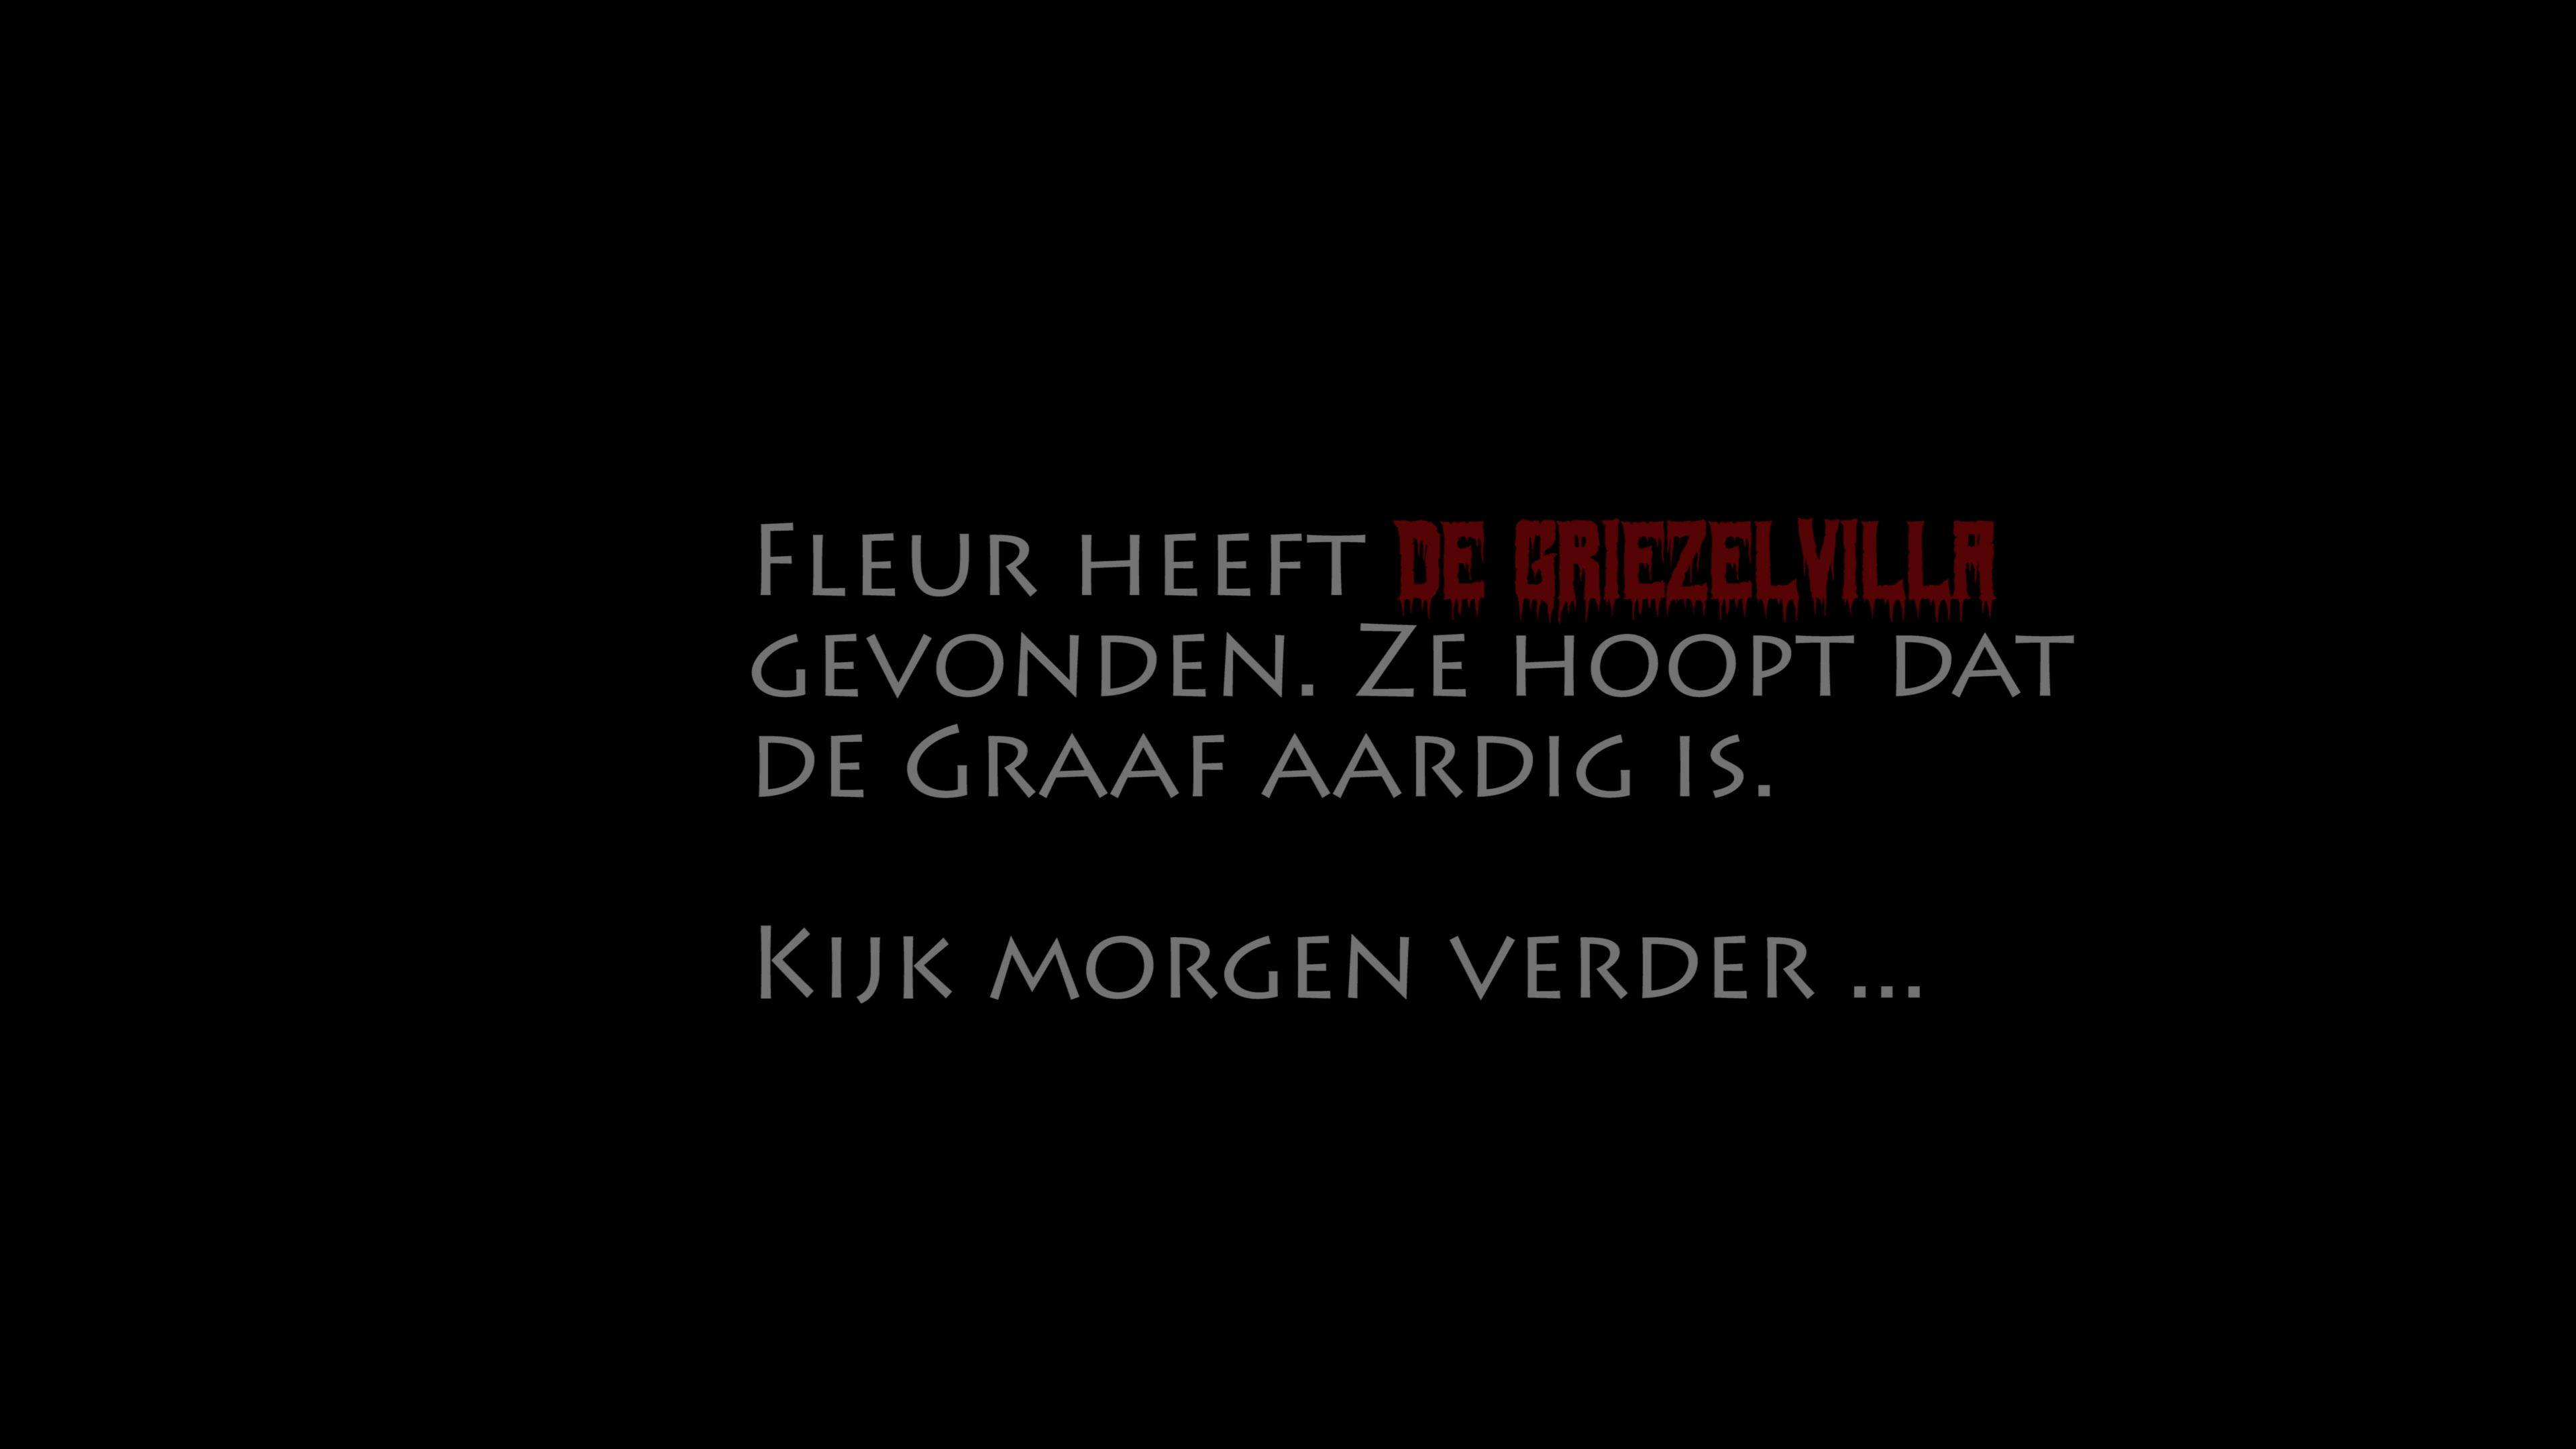 Fleur heeft de Griezelvilla
gevonden. Ze hoopt dat
de Graaf aardig is.
Kijk morgen verder ...